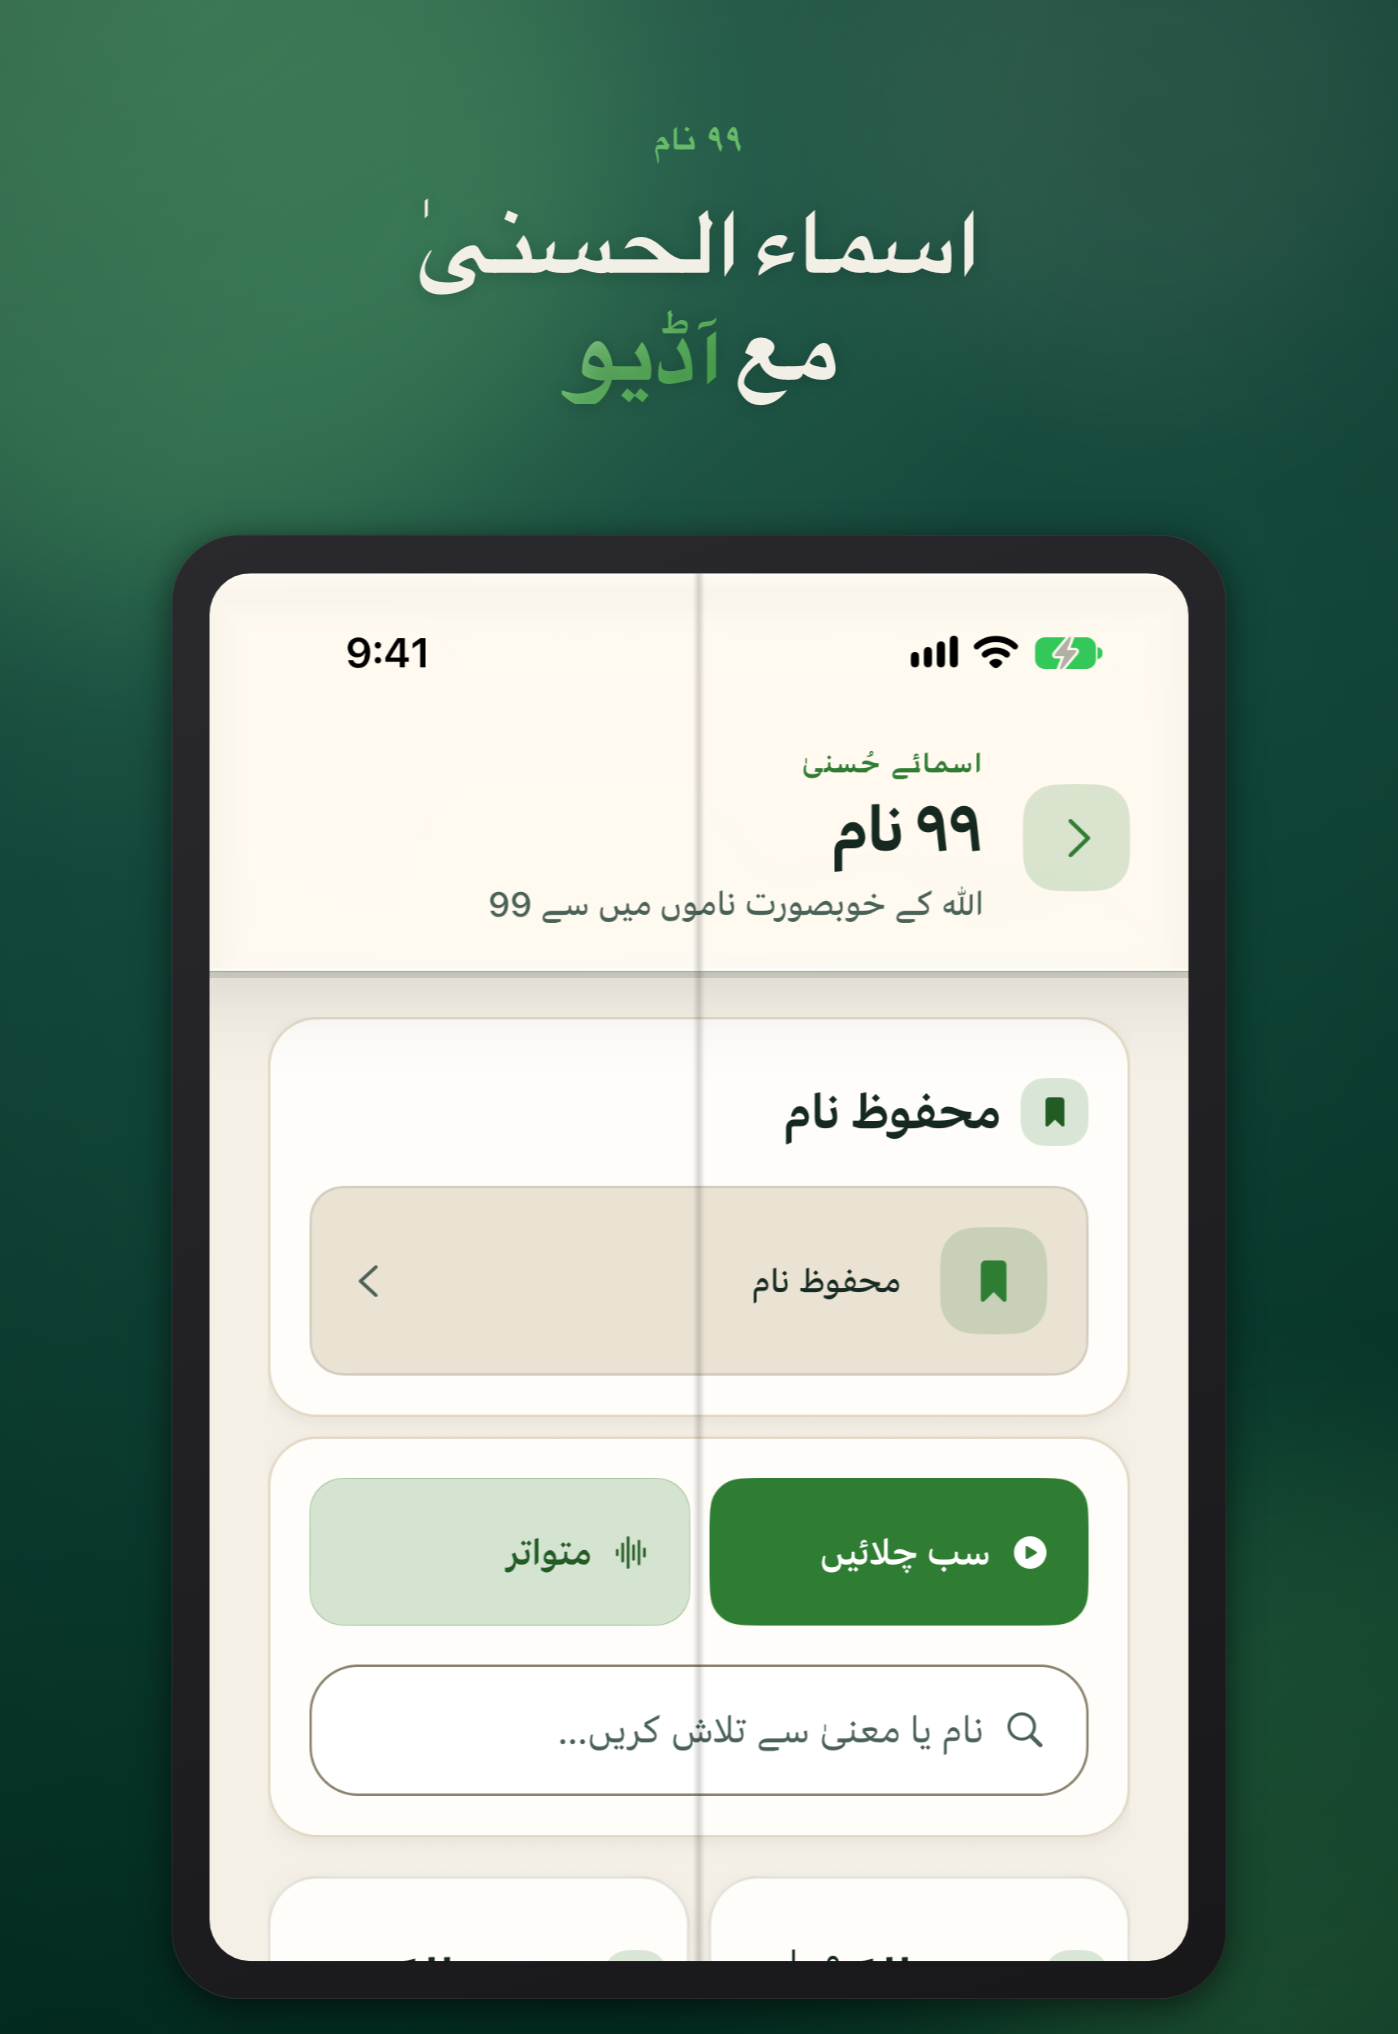 ۹۹ نام
اسماء الحسنیٰ
مع آڈیو
9:41
اسمائے حُسنیٰ
۹۹ نام
اللہ کے خوبصورت ناموں میں سے 99
محفوظ نام
محفوظ نام
سب چلائیں
متواتر
نام یا معنیٰ سے تلاش کریں...